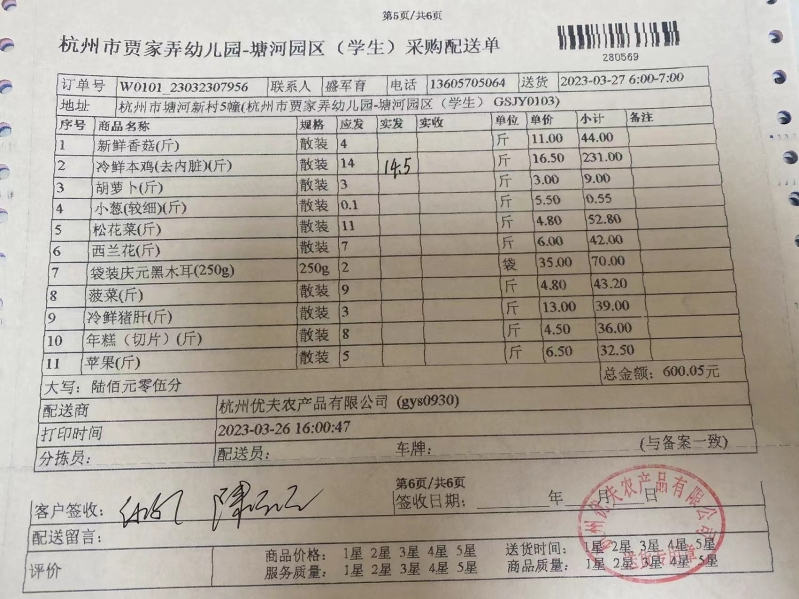 第5页/共6页
杭州市贾家弄幼儿园-塘河园区（学生）采购配送单
280569
订单号 W0101_23032307956 联系人 盛军育 电话 13605705064 送货 2023-03-27 6:00-7:00
地址 杭州市塘河新村5幢(杭州市贾家弄幼儿园-塘河园区（学生） GSJY0103)
序号 商品名称 规格 应发 实发 实收 单位 单价 小计 备注
1 新鲜香菇(斤) 散装 4 斤 11.00 44.00
2 冷鲜本鸡(去内脏)(斤) 散装 14 14.5 斤 16.50 231.00
3 胡萝卜(斤) 散装 3 斤 3.00 9.00
4 小葱(较细)(斤) 散装 0.1 斤 5.50 0.55
5 松花菜(斤) 散装 11 斤 4.80 52.80
6 西兰花(斤) 散装 7 斤 6.00 42.00
7 袋装庆元黑木耳(250g) 250g 2 袋 35.00 70.00
8 菠菜(斤) 散装 9 斤 4.80 43.20
9 冷鲜猪肝(斤) 散装 3 斤 13.00 39.00
10 年糕（切片）(斤) 散装 8 斤 4.50 36.00
11 苹果(斤) 散装 5 斤 6.50 32.50
大写：陆佰元零伍分 总金额：600.05元
配送商 杭州优夫农产品有限公司 (gys0930)
打印时间 2023-03-26 16:00:47
分拣员： 配送员： 车牌： (与备案一致)
第6页/共6页
客户签收： 签收日期： 年 月 日
配送留言：
评价 商品价格： 1星 2星 3星 4星 5星 送货时间： 1星 2星 3星 4星 5星
服务质量： 1星 2星 3星 4星 5星 商品质量： 1星 2星 3星 4星 5星
杭州优夫农产品有限公司